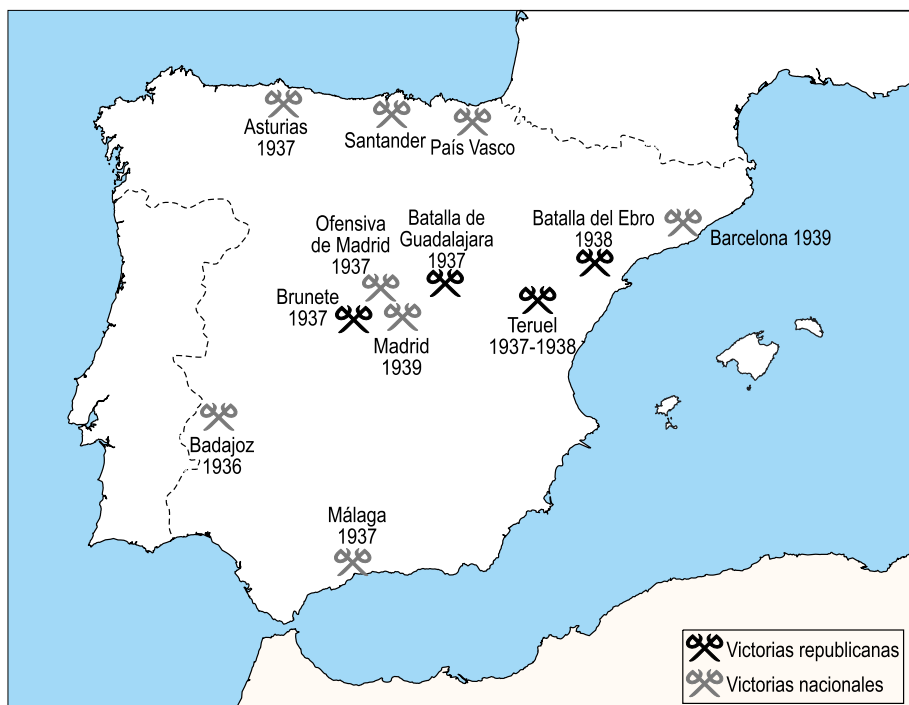 Asturias
1937
Santander
País Vasco
Ofensiva
de Madrid
1937
Batalla de
Guadalajara
1937
Batalla del Ebro
1938
Barcelona 1939
Brunete
1937
Madrid
1939
Teruel
1937-1938
Badajoz
1936
Málaga
1937
Victorias republicanas
Victorias nacionales